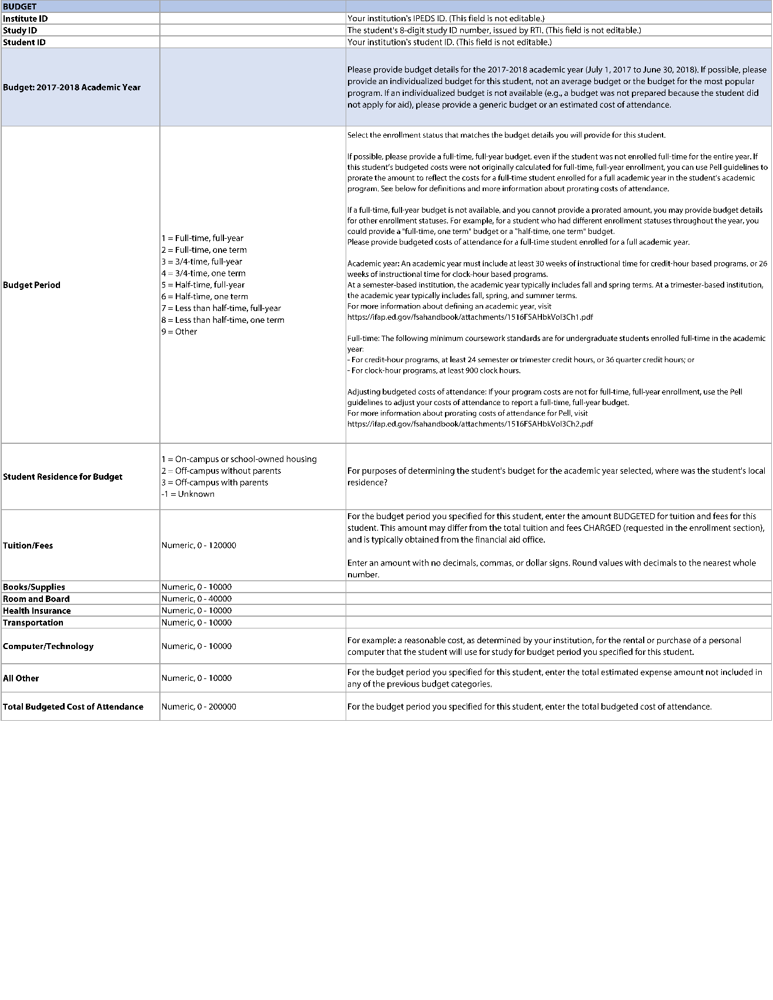 BUDGET
Institute ID
Your institution's IPEDS ID. (This field is not editable.)
Study ID
The student's 8-digit study ID number, issued by RTI. (This field is not editable.)
Student ID
Your institution's student ID. (This field is not editable.)
Budget: 2017-2018 Academic Year
Please provide budget details for the 2017-2018 academic year (July 1, 2017 to June 30, 2018). If possible, please
provide an individualized budget for this student, not an average budget or the budget for the most popular
program. If an individualized budget is not available (e.g., a budget was not prepared because the student did
not apply for aid), please provide a generic budget or an estimated cost of attendance.
Budget Period
1 = Full-time, full-year
2 = Full-time, one term
3 = 3/4-time, full-year
4 = 3/4-time, one term
5 = Half-time, full-year
6 = Half-time, one term
7 = Less than half-time, full-year
8 = Less than half-time, one term
9 = Other
Select the enrollment status that matches the budget details you will provide for this student.
If possible, please provide a full-time, full-year budget, even if the student was not enrolled full-time for the entire year. If
this student's budgeted costs were not originally calculated for full-time, full-year enrollment, you can use Pell guidelines to
prorate the amount to reflect the costs for a full-time student enrolled for a full academic year in the student's academic
program. See below for definitions and more information about prorating costs of attendance.
If a full-time, full-year budget is not available, and you cannot provide a prorated amount, you may provide budget details
for other enrollment statuses. For example, for a student who had different enrollment statuses throughout the year, you
could provide a "full-time, one term" budget or a "half-time, one term" budget.
Please provide budgeted costs of attendance for a full-time student enrolled for a full academic year.
Academic year: An academic year must include at least 30 weeks of instructional time for credit-hour based programs, or 26
weeks of instructional time for clock-hour based programs.
At a semester-based institution, the academic year typically includes fall and spring terms. At a trimester-based institution,
the academic year typically includes fall, spring, and summer terms.
For more information about defining an academic year, visit
https://ifap.ed.gov/fsahandbook/attachments/1516FSAHbkVol3Ch1.pdf
Full-time: The following minimum coursework standards are for undergraduate students enrolled full-time in the academic
year:
- For credit-hour programs, at least 24 semester or trimester credit hours, or 36 quarter credit hours; or
- For clock-hour programs, at least 900 clock hours.
Adjusting budgeted costs of attendance: If your program costs are not for full-time, full-year enrollment, use the Pell
guidelines to adjust your costs of attendance to report a full-time, full-year budget.
For more information about prorating costs of attendance for Pell, visit
https://ifap.ed.gov/fsahandbook/attachments/1516FSAHbkVol3Ch2.pdf
Student Residence for Budget
1 = On-campus or school-owned housing
2 = Off-campus without parents
3 = Off-campus with parents
-1 = Unknown
For purposes of determining the student's budget for the academic year selected, where was the student's local
residence?
Tuition/Fees
Numeric, 0 - 120000
For the budget period you specified for this student, enter the amount BUDGETED for tuition and fees for this
student. This amount may differ from the total tuition and fees CHARGED (requested in the enrollment section),
and is typically obtained from the financial aid office.
Enter an amount with no decimals, commas, or dollar signs. Round values with decimals to the nearest whole
number.
Books/Supplies
Numeric, 0 - 10000
Room and Board
Numeric, 0 - 40000
Health Insurance
Numeric, 0 - 10000
Transportation
Numeric, 0 - 10000
Computer/Technology
Numeric, 0 - 10000
For example: a reasonable cost, as determined by your institution, for the rental or purchase of a personal
computer that the student will use for study for budget period you specified for this student.
All Other
Numeric, 0 - 10000
For the budget period you specified for this student, enter the total estimated expense amount not included in
any of the previous budget categories.
Total Budgeted Cost of Attendance
Numeric, 0 - 200000
For the budget period you specified for this student, enter the total budgeted cost of attendance.